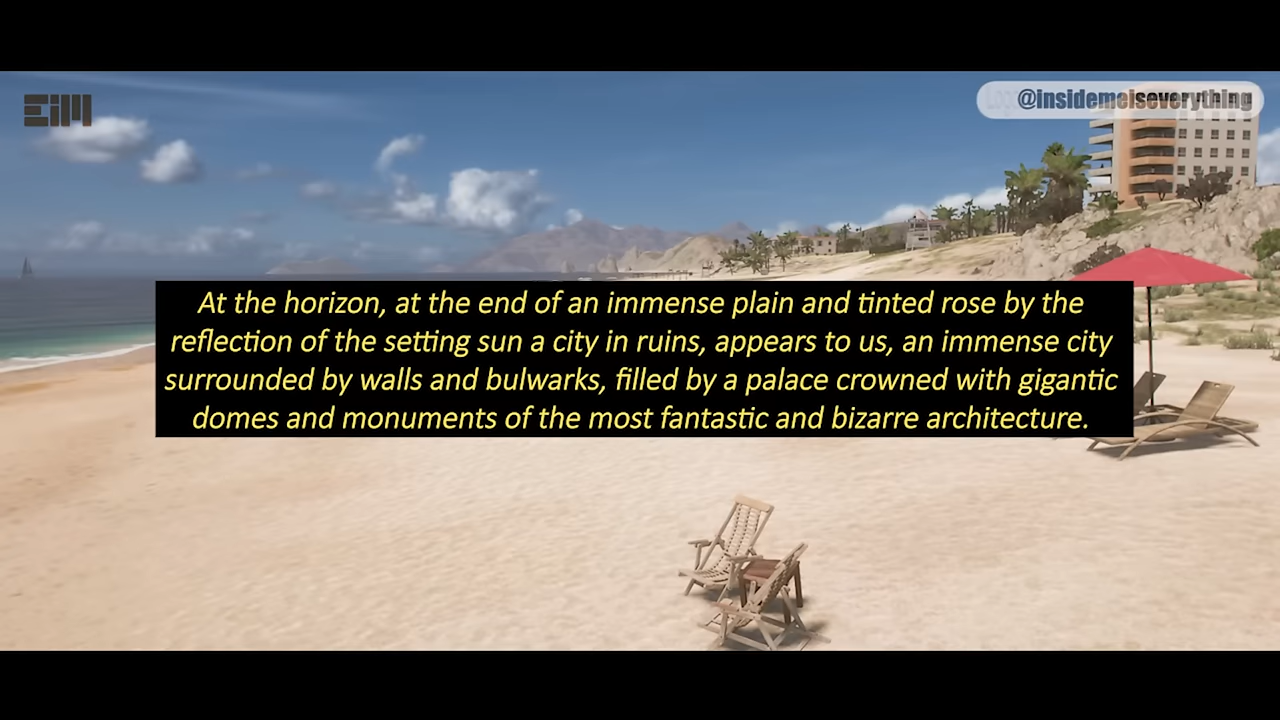 EiM
@insidemeiseverything
At the horizon, at the end of an immense plain and tinted rose by the
reflection of the setting sun a city in ruins, appears to us, an immense city
surrounded by walls and bulwarks, filled by a palace crowned with gigantic
domes and monuments of the most fantastic and bizarre architecture.